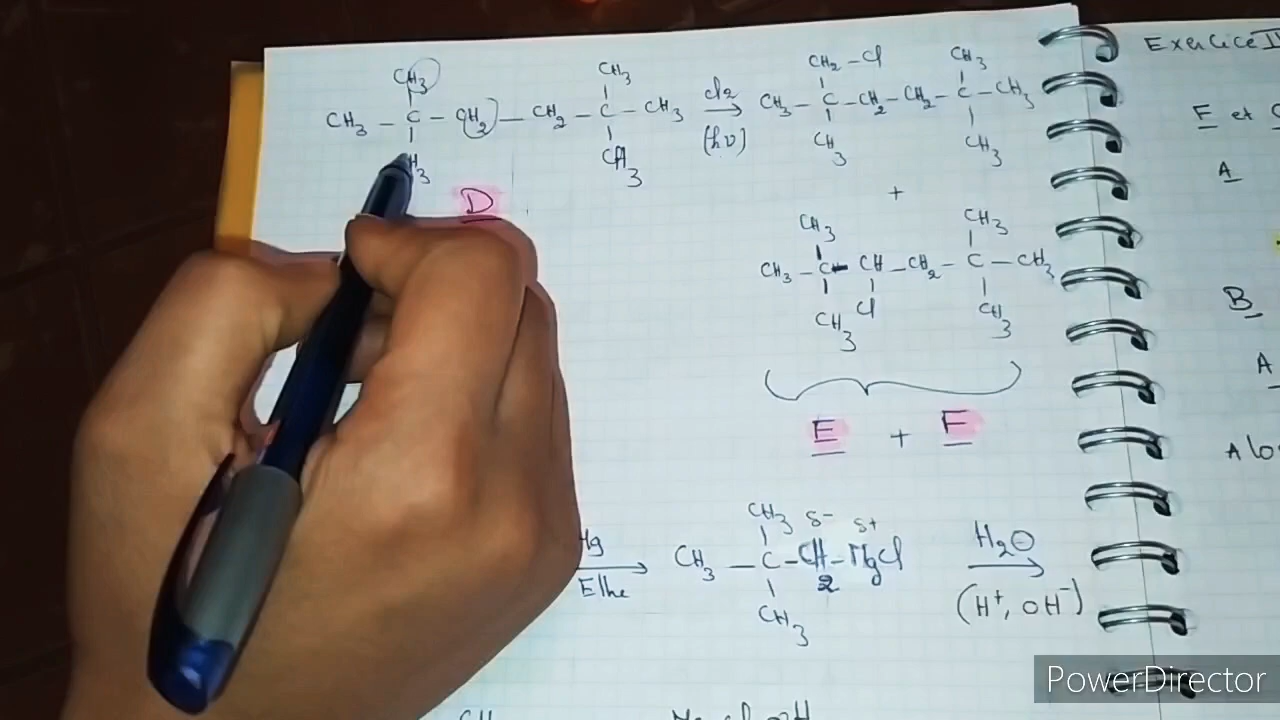 CH3 CH3 CH2-Cl CH3
CH3 - C - CH2 - CH2 - C - CH3 Cl2 → (hν) CH3 - C - CH2 - CH2 - C - CH3
H3 CH3 CH3 CH3
D
+
CH3 CH3
CH3 - C - CH - CH2 - C - CH3
CH3 Cl CH3
E + F
CH3 δ- δ+
Mg → CH3 - C - CH2 - MgCl H2O →
Ethe (H+, OH-)
CH3
Exercice
E et
A
B
A
Alo
PowerDirector